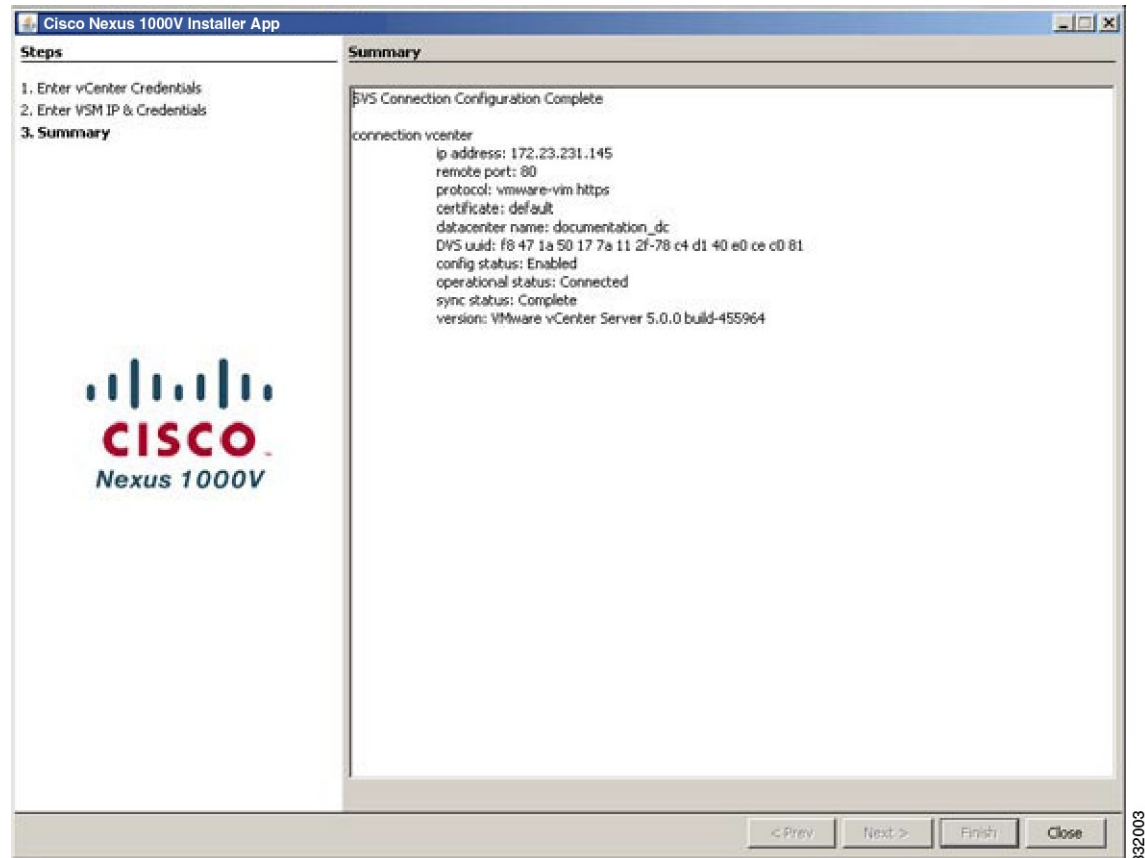 Cisco Nexus 1000V Installer App
Steps
1. Enter vCenter Credentials
2. Enter VSM IP & Credentials
3. Summary
CISCO
Nexus 1000V
Summary
SVS Connection Configuration Complete
connection vcenter
ip address: 172.23.231.145
remote port: 80
protocol: vmware-vim https
certificate: default
datacenter name: documentation_dc
DVS uuid: f8 47 1a 50 17 7a 11 2f-78 c4 d1 40 e0 ce c0 81
config status: Enabled
operational status: Connected
sync status: Complete
version: VMware vCenter Server 5.0.0 build-455964
< Prev
Next >
Finish
Close
332003